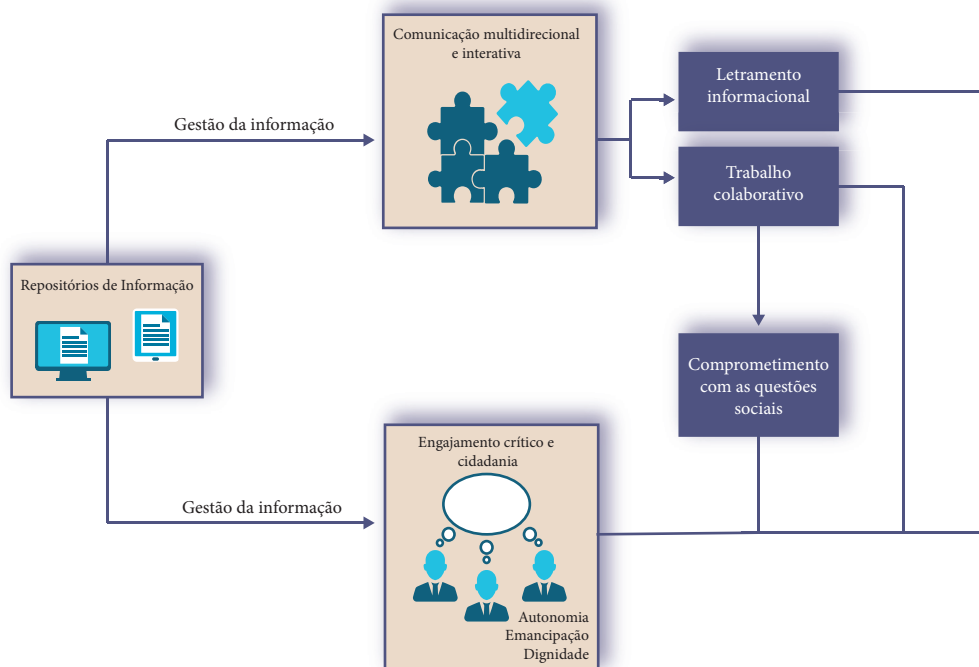 Comunicação multidirecional
e interativa
Letramento
informacional
Gestão da informação
Trabalho
colaborativo
Repositórios de Informação
Comprometimento
com as questões
sociais
Engajamento crítico e
cidadania
Gestão da informação
Autonomia
Emancipação
Dignidade